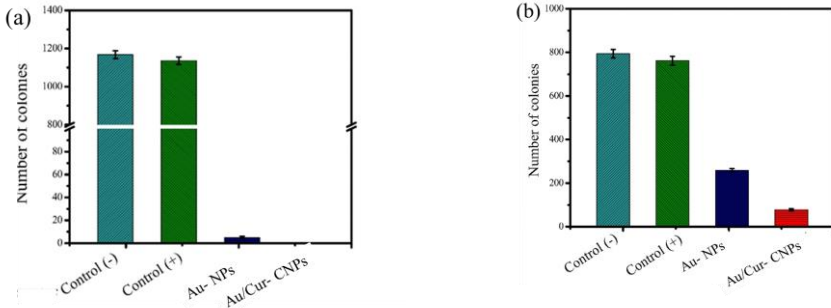 (a)
Number of colonies
1400
1200
1000
800
80
60
40
20
0
Control (-)
Control (+)
Au- NPs
Au/Cur- CNPs
(b)
Number of colonies
1000
800
600
400
200
0
Control (-)
Control (+)
Au- NPs
Au/Cur- CNPs